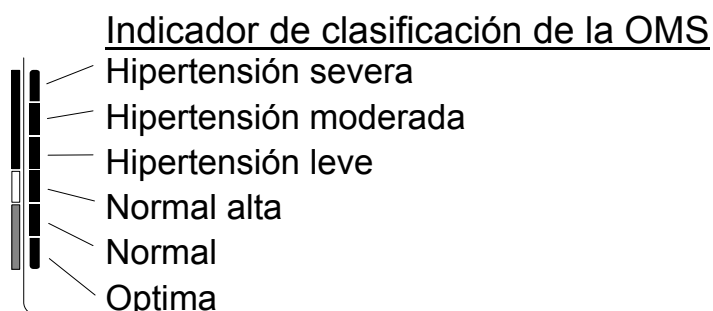 Indicador de clasificación de la OMS
Hipertensión severa
Hipertensión moderada
Hipertensión leve
Normal alta
Normal
Optima